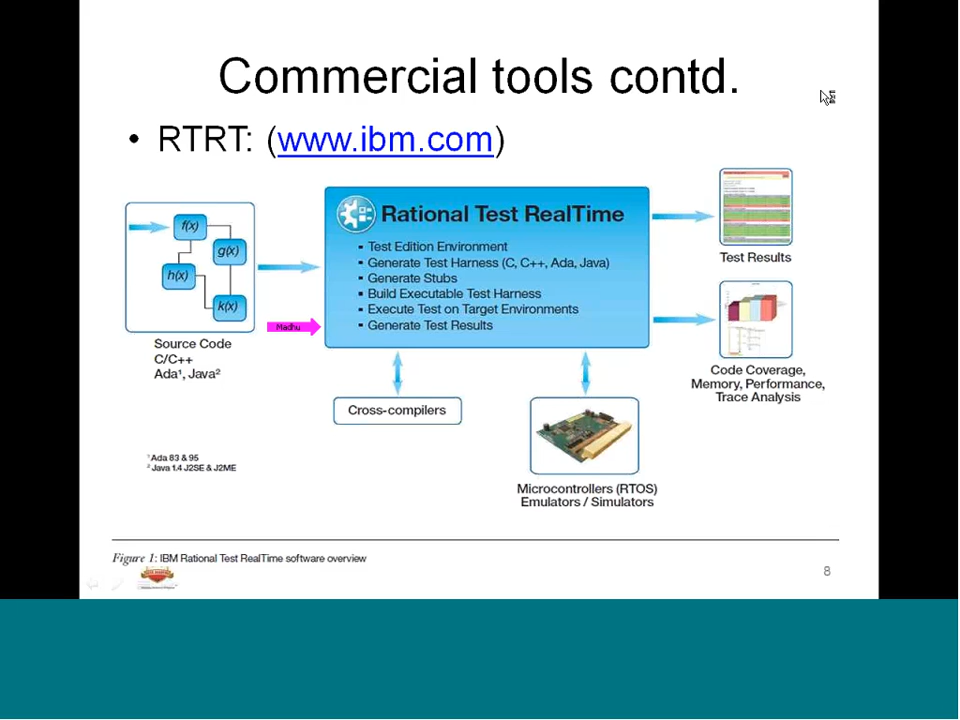 Commercial tools contd.
• RTRT: (www.ibm.com)
f(x)
g(x)
h(x)
k(x)
Source Code
C/C++
Ada¹, Java²
Madhu
Rational Test RealTime
▪ Test Edition Environment
▪ Generate Test Harness (C, C++, Ada, Java)
▪ Generate Stubs
▪ Build Executable Test Harness
▪ Execute Test on Target Environments
▪ Generate Test Results
Test Results
Code Coverage,
Memory, Performance,
Trace Analysis
Cross-compilers
Microcontrollers (RTOS)
Emulators / Simulators
¹ Ada 83 & 95
² Java 1.4 J2SE & J2ME
Figure 1: IBM Rational Test RealTime software overview
8